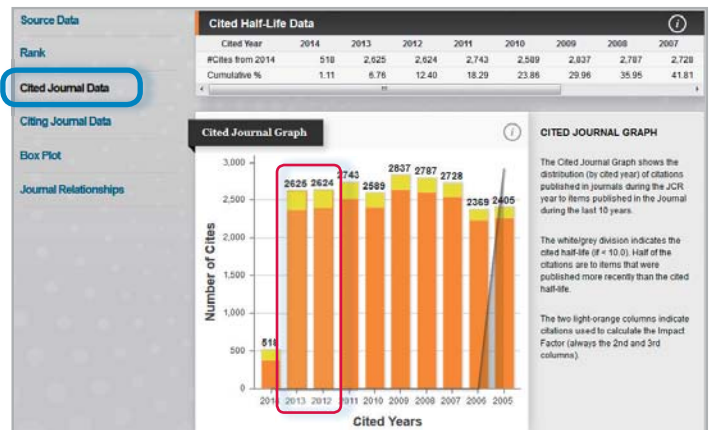 Source Data
Rank
Cited Journal Data
Citing Journal Data
Box Plot
Journal Relationships
Cited Half-Life Data
Cited Year 2014 2013 2012 2011 2010 2009 2008 2007
#Cites from 2014 518 2,625 2,624 2,743 2,589 2,837 2,787 2,728
Cumulative % 1.11 6.76 12.40 18.29 23.86 29.96 35.95 41.81
Cited Journal Graph
Number of Cites
3,000
2,500
2,000
1,500
1,000
500
0
518 2625 2624 2743 2589 2837 2787 2728 2369 2405
2014 2013 2012 2011 2010 2009 2008 2007 2006 2005
Cited Years
CITED JOURNAL GRAPH
The Cited Journal Graph shows the
distribution (by cited year) of citations
published in journals during the JCR
year to items published in the Journal
during the last 10 years.
The white/grey division indicates the
cited half-life (if < 10.0). Half of the
citations are to items that were
published more recently than the cited
half-life.
The two light-orange columns indicate
citations used to calculate the Impact
Factor (always the 2nd and 3rd
columns).